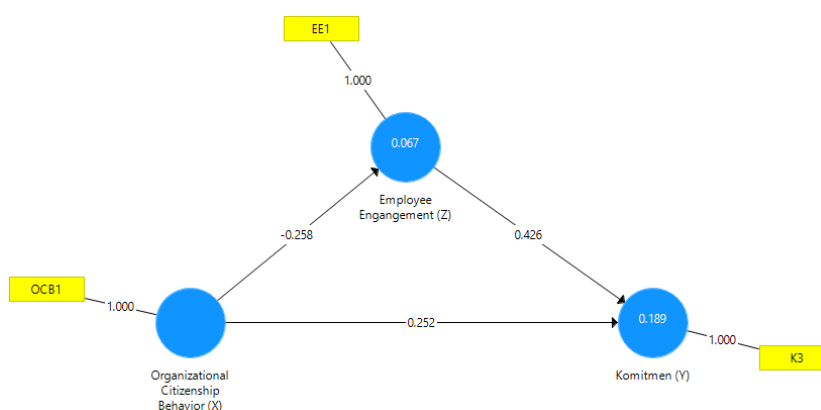 EE1
1.000
0.067
Employee
Engangement (Z)
-0.258
0.426
OCB1
1.000
0.252
0.189
1.000
K3
Organizational
Citizenship
Behavior (X)
Komitmen (Y)